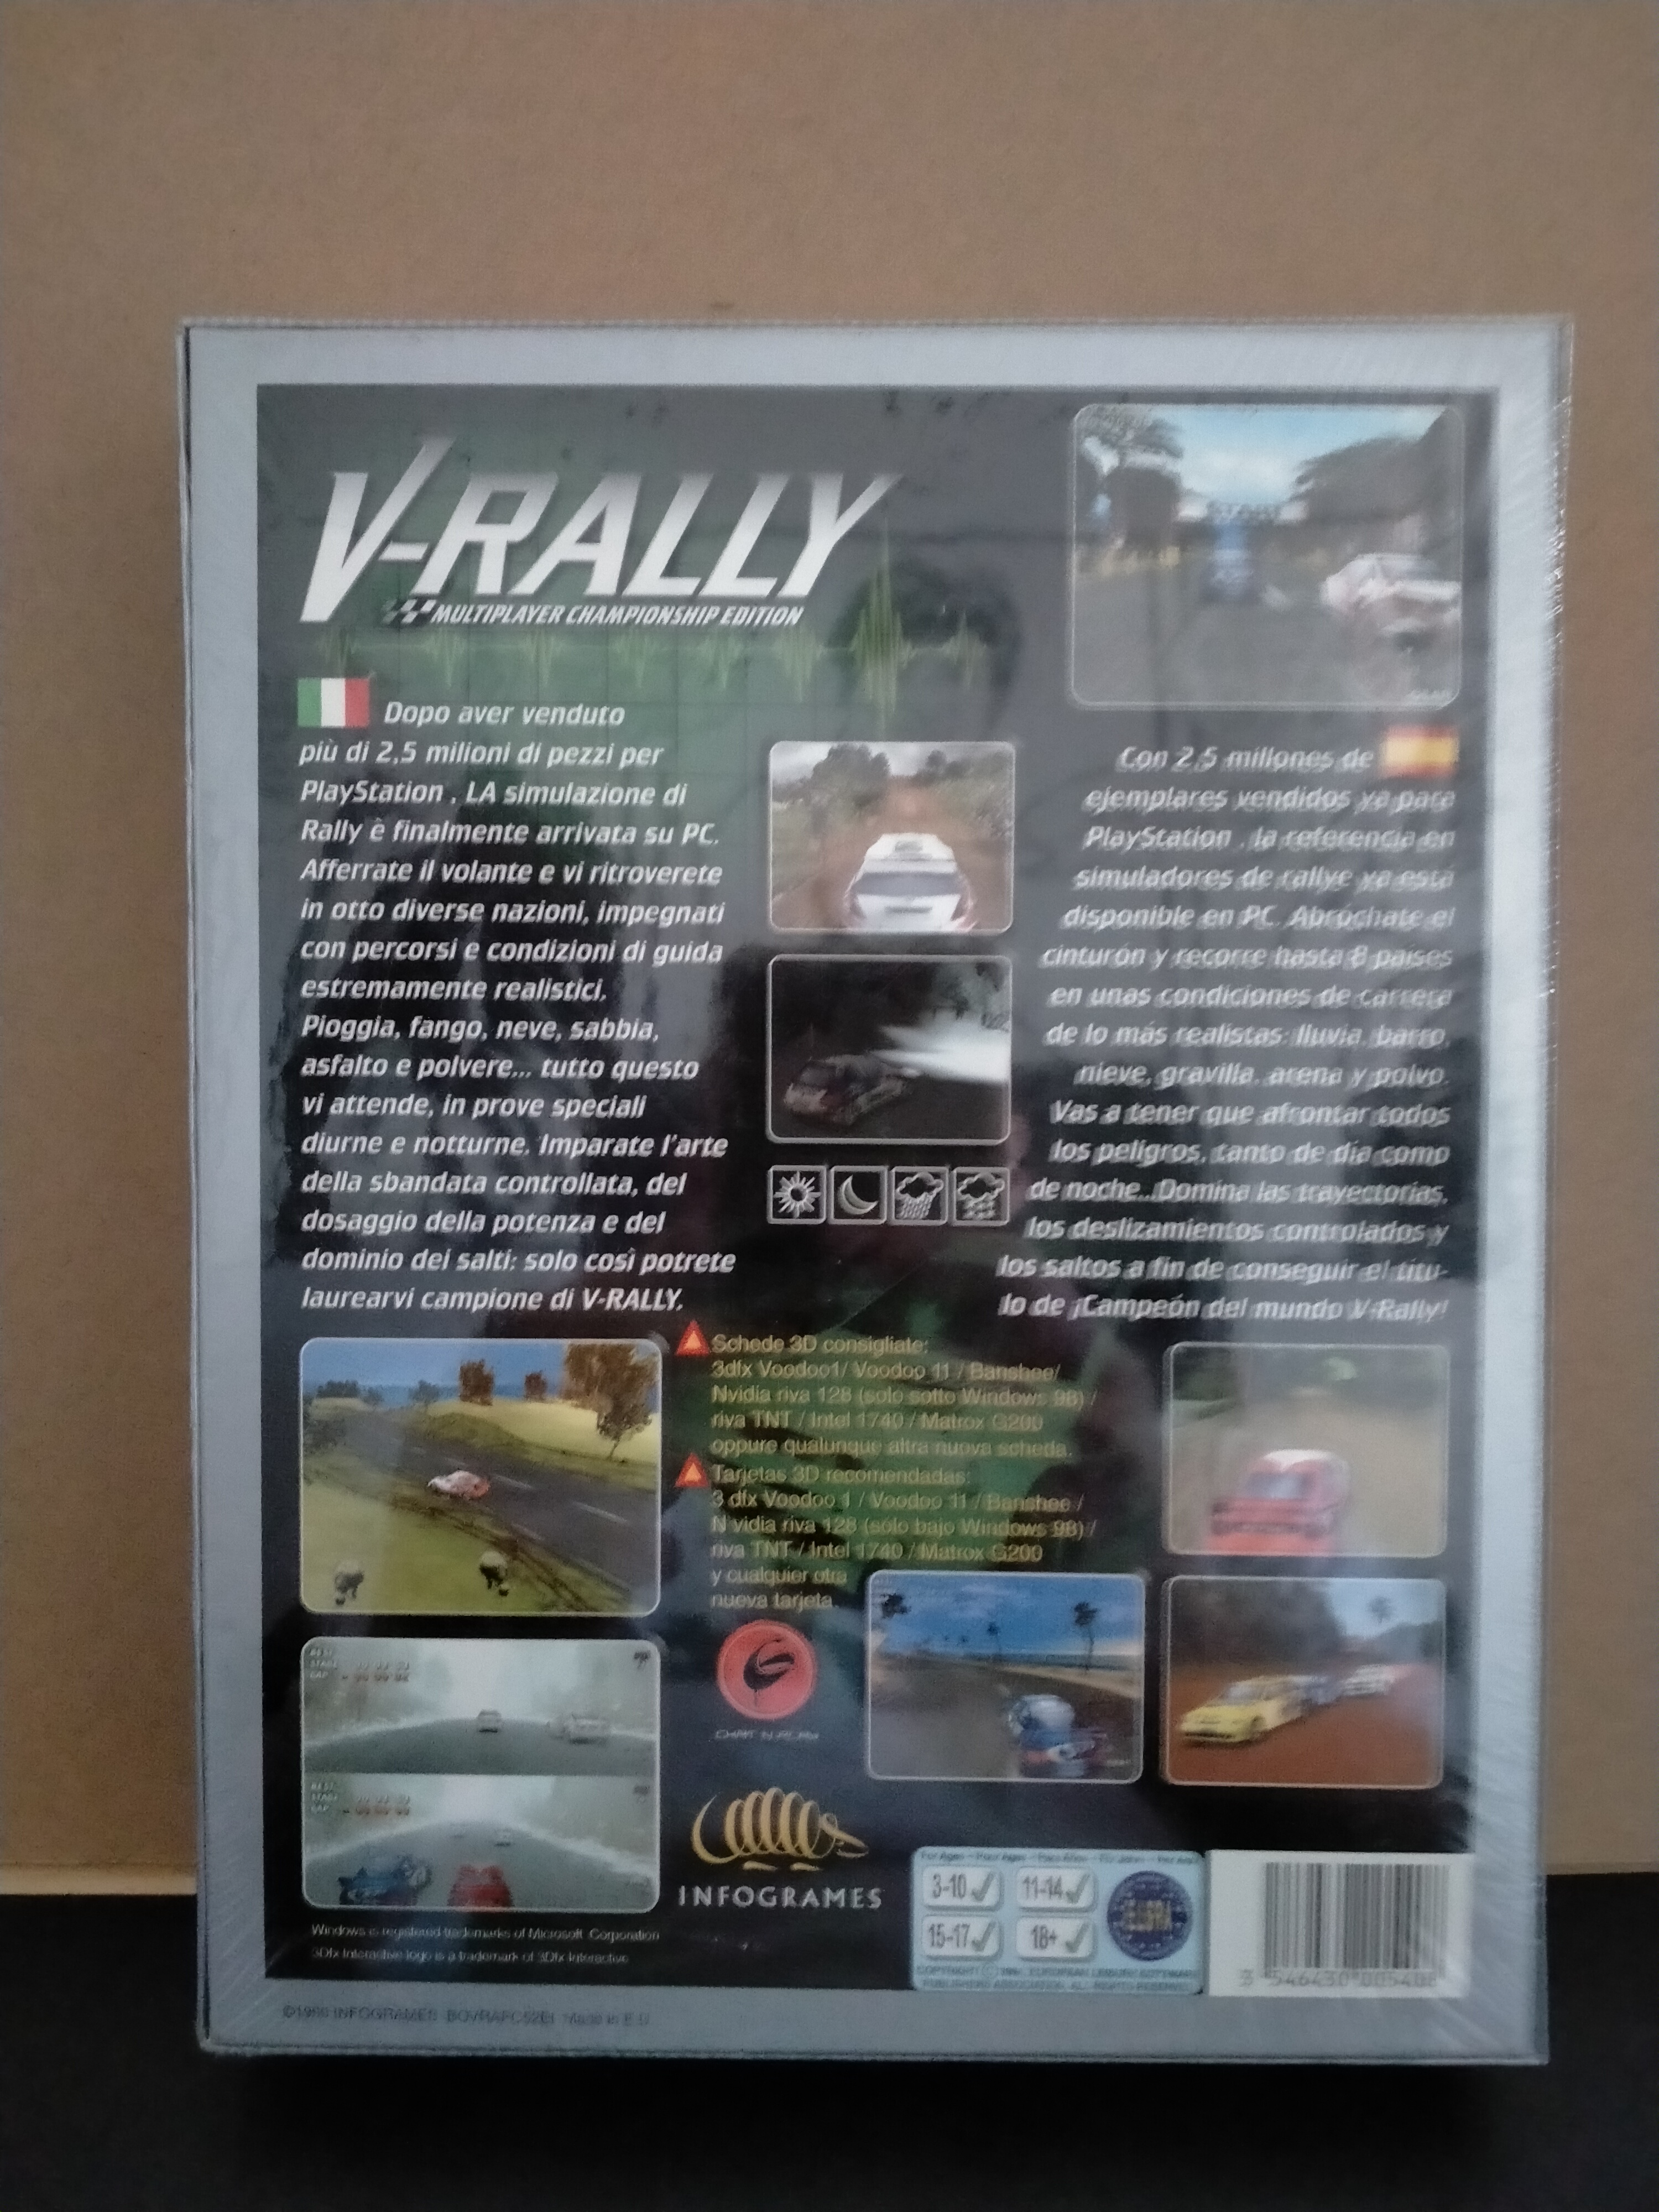 V-RALLY
MULTIPLAYER CHAMPIONSHIP EDITION
Dopo aver venduto
più di 2,5 milioni di pezzi per
PlayStation , LA simulazione di
Rally è finalmente arrivata su PC.
Afferrate il volante e vi ritroverete
in otto diverse nazioni, impegnati
con percorsi e condizioni di guida
estremamente realistici.
Pioggia, fango, neve, sabbia,
asfalto e polvere... tutto questo
vi attende, in prove speciali
diurne e notturne. Imparate l'arte
della sbandata controllata, del
dosaggio della potenza e del
dominio dei salti: solo così potrete
laurearvi campione di V-RALLY.
Con 2,5 millones de
ejemplares vendidos ya para
PlayStation , la referencia en
simuladores de rallye ya está
disponible en PC. Abróchate el
cinturón y recorre hasta 8 países
en unas condiciones de carrera
de lo más realistas: lluvia, barro,
nieve, gravilla, arena y polvo.
Vas a tener que afrontar todos
los peligros, tanto de día como
de noche...Domina las trayectorias,
los deslizamientos controlados y
los saltos a fin de conseguir el títu-
lo de ¡Campeón del mundo V-Rally!
Schede 3D consigliate:
3dfx Voodoo1/ Voodoo 11 / Banshee/
Nvidia riva 128 (solo sotto Windows 98) /
riva TNT / Intel 1740 / Matrox G200
oppure qualunque altra nuova scheda.
Tarjetas 3D recomendadas:
3 dfx Voodoo 1 / Voodoo 11 / Banshee /
N vidia riva 128 (sólo bajo Windows 98) /
riva TNT / Intel 1740 / Matrox G200
y cualquier otra
nueva tarjeta.
INFOGRAMES
3-10
11-14
15-17
18+
ELSPA
COPYRIGHT © EUROPEAN LEISURE SOFTWARE
PUBLISHERS ASSOCIATION. ALL RIGHTS RESERVED
Windows is registered trademarks of Microsoft Corporation
3Dfx Interactive logo is a trademark of 3Dfx Interactive
3 546430 005408
INFOGRAMES
Made in E.U.